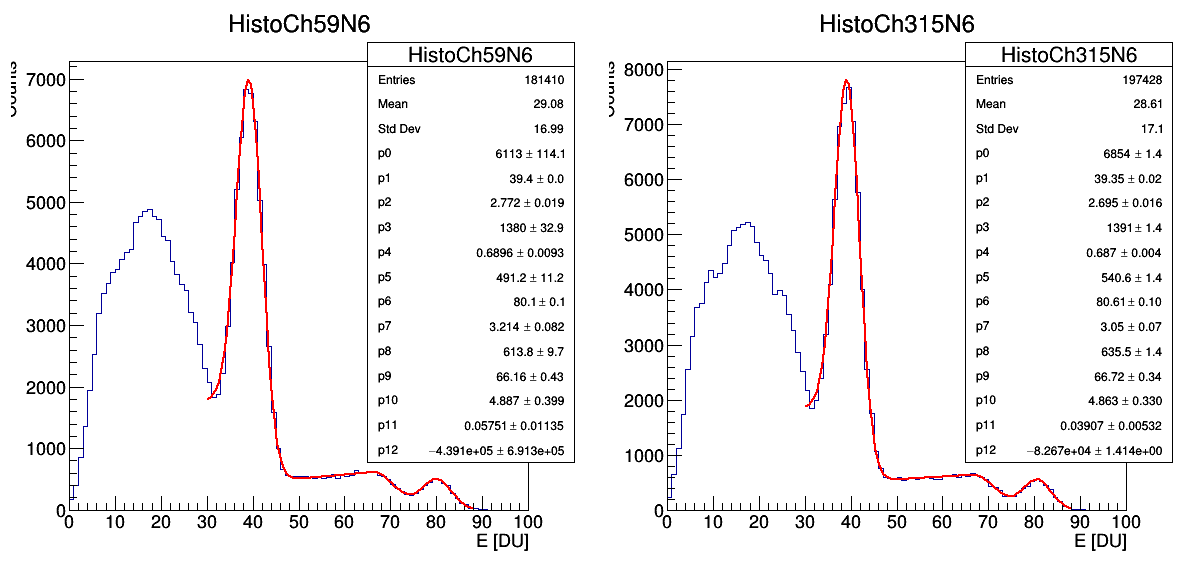 HistoCh59N6
HistoCh59N6
Entries 181410
Mean 29.08
Std Dev 16.99
p0 6113 ± 114.1
p1 39.4 ± 0.0
p2 2.772 ± 0.019
p3 1380 ± 32.9
p4 0.6896 ± 0.0093
p5 491.2 ± 11.2
p6 80.1 ± 0.1
p7 3.214 ± 0.082
p8 613.8 ± 9.7
p9 66.16 ± 0.43
p10 4.887 ± 0.399
p11 0.05751 ± 0.01135
p12 −4.391e+05 ± 6.913e+05
7000
6000
5000
4000
3000
2000
1000
0
0 10 20 30 40 50 60 70 80 90 100
E [DU]
HistoCh315N6
HistoCh315N6
Entries 197428
Mean 28.61
Std Dev 17.1
p0 6854 ± 1.4
p1 39.35 ± 0.02
p2 2.695 ± 0.016
p3 1391 ± 1.4
p4 0.687 ± 0.004
p5 540.6 ± 1.4
p6 80.61 ± 0.10
p7 3.05 ± 0.07
p8 635.5 ± 1.4
p9 66.72 ± 0.34
p10 4.863 ± 0.330
p11 0.03907 ± 0.00532
p12 −8.267e+04 ± 1.414e+00
8000
7000
6000
5000
4000
3000
2000
1000
0
0 10 20 30 40 50 60 70 80 90 100
E [DU]